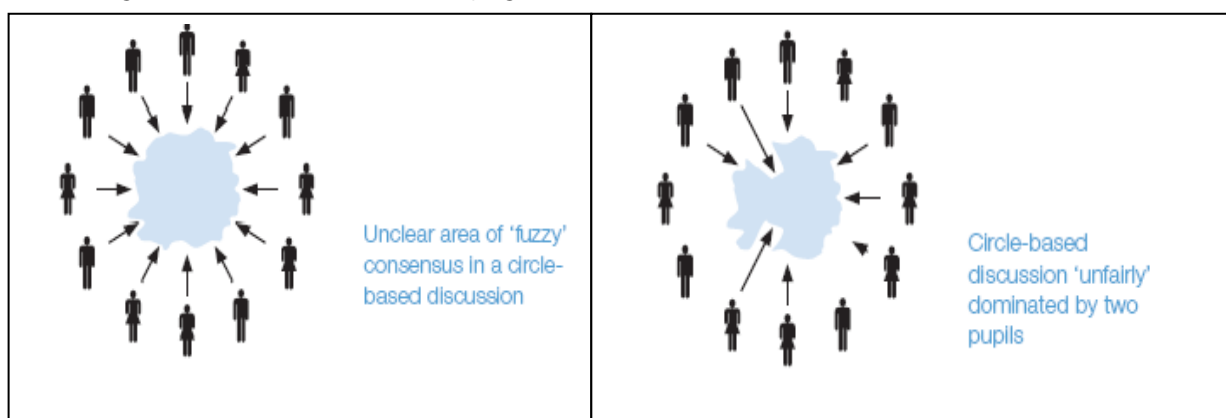 Unclear area of ‘fuzzy’
consensus in a circle-
based discussion
Circle-based
discussion ‘unfairly’
dominated by two
pupils